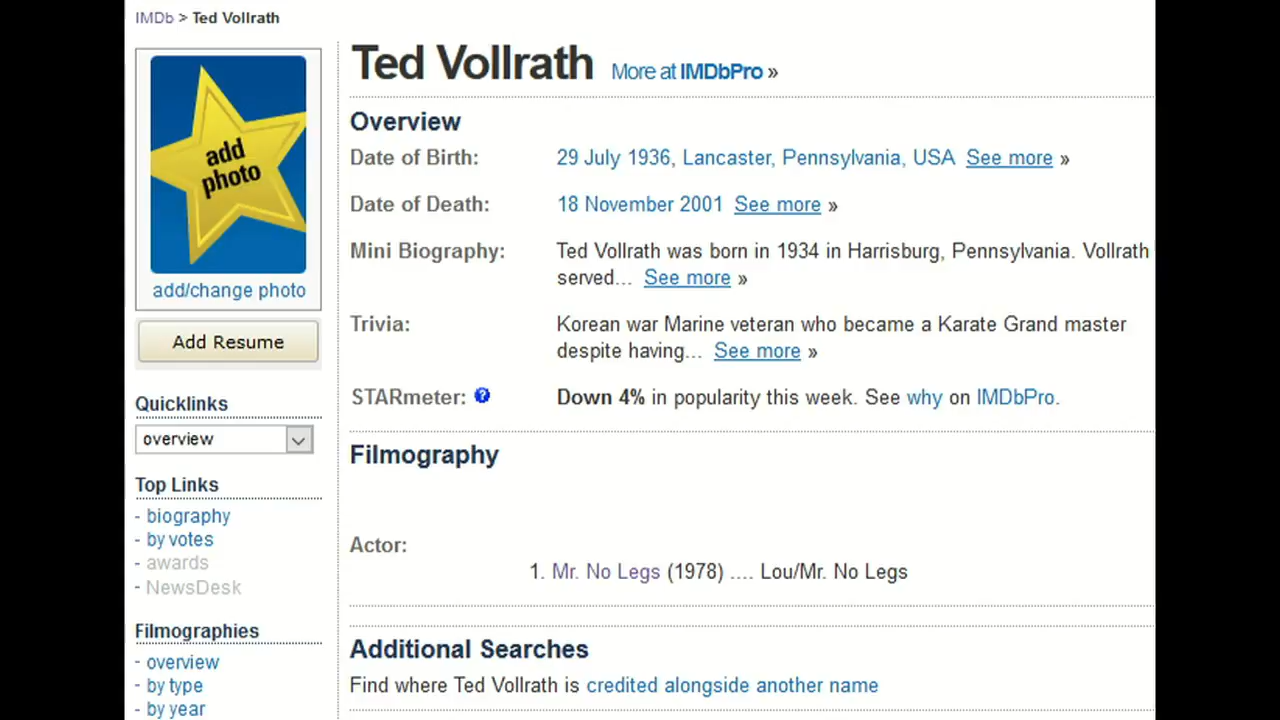 IMDb > Ted Vollrath
add
photo
add/change photo
Add Resume
Quicklinks
overview
Top Links
- biography
- by votes
- awards
- NewsDesk
Filmographies
- overview
- by type
- by year
Ted Vollrath More at IMDbPro »
Overview
Date of Birth: 29 July 1936, Lancaster, Pennsylvania, USA See more »
Date of Death: 18 November 2001 See more »
Mini Biography: Ted Vollrath was born in 1934 in Harrisburg, Pennsylvania. Vollrath
served... See more »
Trivia: Korean war Marine veteran who became a Karate Grand master
despite having... See more »
STARmeter: ? Down 4% in popularity this week. See why on IMDbPro.
Filmography
Actor:
1. Mr. No Legs (1978) .... Lou/Mr. No Legs
Additional Searches
Find where Ted Vollrath is credited alongside another name